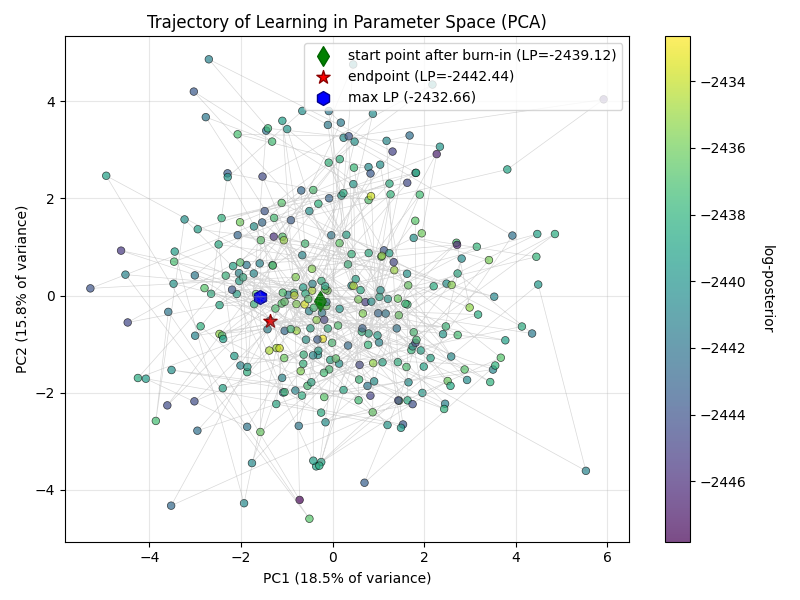 Trajectory of Learning in Parameter Space (PCA)
start point after burn-in (LP=-2439.12)
endpoint (LP=-2442.44)
max LP (-2432.66)
4
2
0
−2
−4
PC2 (15.8% of variance)
−4
−2
0
2
4
6
PC1 (18.5% of variance)
−2434
−2436
−2438
−2440
−2442
−2444
−2446
log-posterior